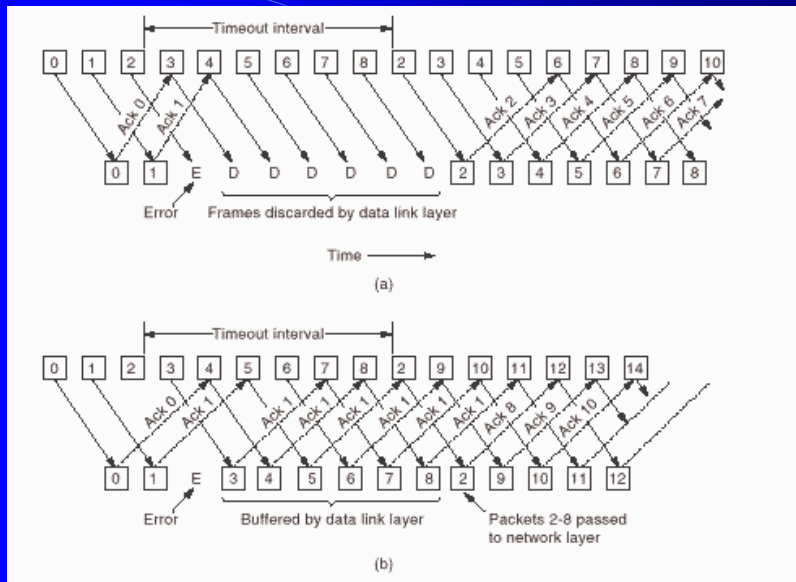 Timeout interval
0 1 2 3 4 5 6 7 8 2 3 4 5 6 7 8 9 10
Ack 0 Ack 1 Ack 2 Ack 3 Ack 4 Ack 5 Ack 6 Ack 7
0 1 E D D D D D D 2 3 4 5 6 7 8
Error Frames discarded by data link layer
Time
(a)
Timeout interval
0 1 2 3 4 5 6 7 8 2 9 10 11 12 13 14
Ack 0 Ack 1 Ack 1 Ack 1 Ack 1 Ack 1 Ack 1 Ack 1 Ack 8 Ack 9 Ack 10
0 1 E 3 4 5 6 7 8 2 9 10 11 12
Error Buffered by data link layer Packets 2-8 passed
to network layer
(b)